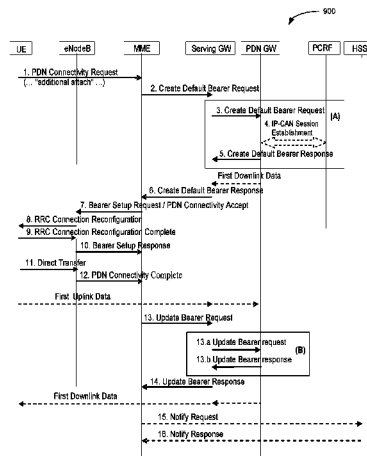 900
UE eNodeB MME Serving GW PDN GW PCRF HSS
1. PDN Connectivity Request
(... "additional attach" ...)
2. Create Default Bearer Request
3. Create Default Bearer Request
(A)
4. IP-CAN Session
Establishment
5. Create Default Bearer Response
First Downlink Data
6. Create Default Bearer Response
7. Bearer Setup Request / PDN Connectivity Accept
8. RRC Connection Reconfiguration
9. RRC Connection Reconfiguration Complete
10. Bearer Setup Response
11. Direct Transfer
12. PDN Connectivity Complete
First Uplink Data
13. Update Bearer Request
13.a Update Bearer request
(B)
13.b Update Bearer response
14. Update Bearer Response
First Downlink Data
15. Notify Request
16. Notify Response